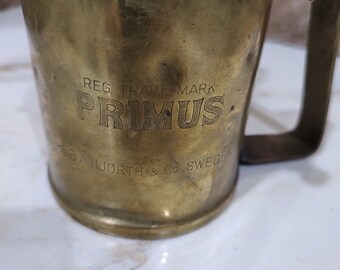 REG. TRADE MARK
PRIMUS
HJORTH & Co. SWED